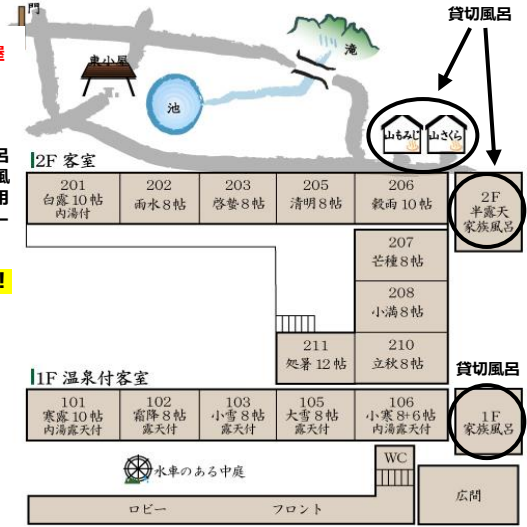 門
貸切風呂
滝
東小屋
池
山もみじ
山さくら
呂
風
用
ー
!
2F 客室
201
白露10帖
内湯付
202
雨水8帖
203
啓蟄8帖
205
清明8帖
206
穀雨10帖
2F
半露天
家族風呂
207
芒種8帖
208
小満8帖
211
処暑12帖
210
立秋8帖
1F 温泉付客室
貸切風呂
101
寒露10帖
内湯露天付
102
霜降8帖
露天付
103
小雪8帖
露天付
105
大雪8帖
露天付
106
小寒8+6帖
内湯露天付
1F
家族風呂
水車のある中庭
WC
ロビー
フロント
広間